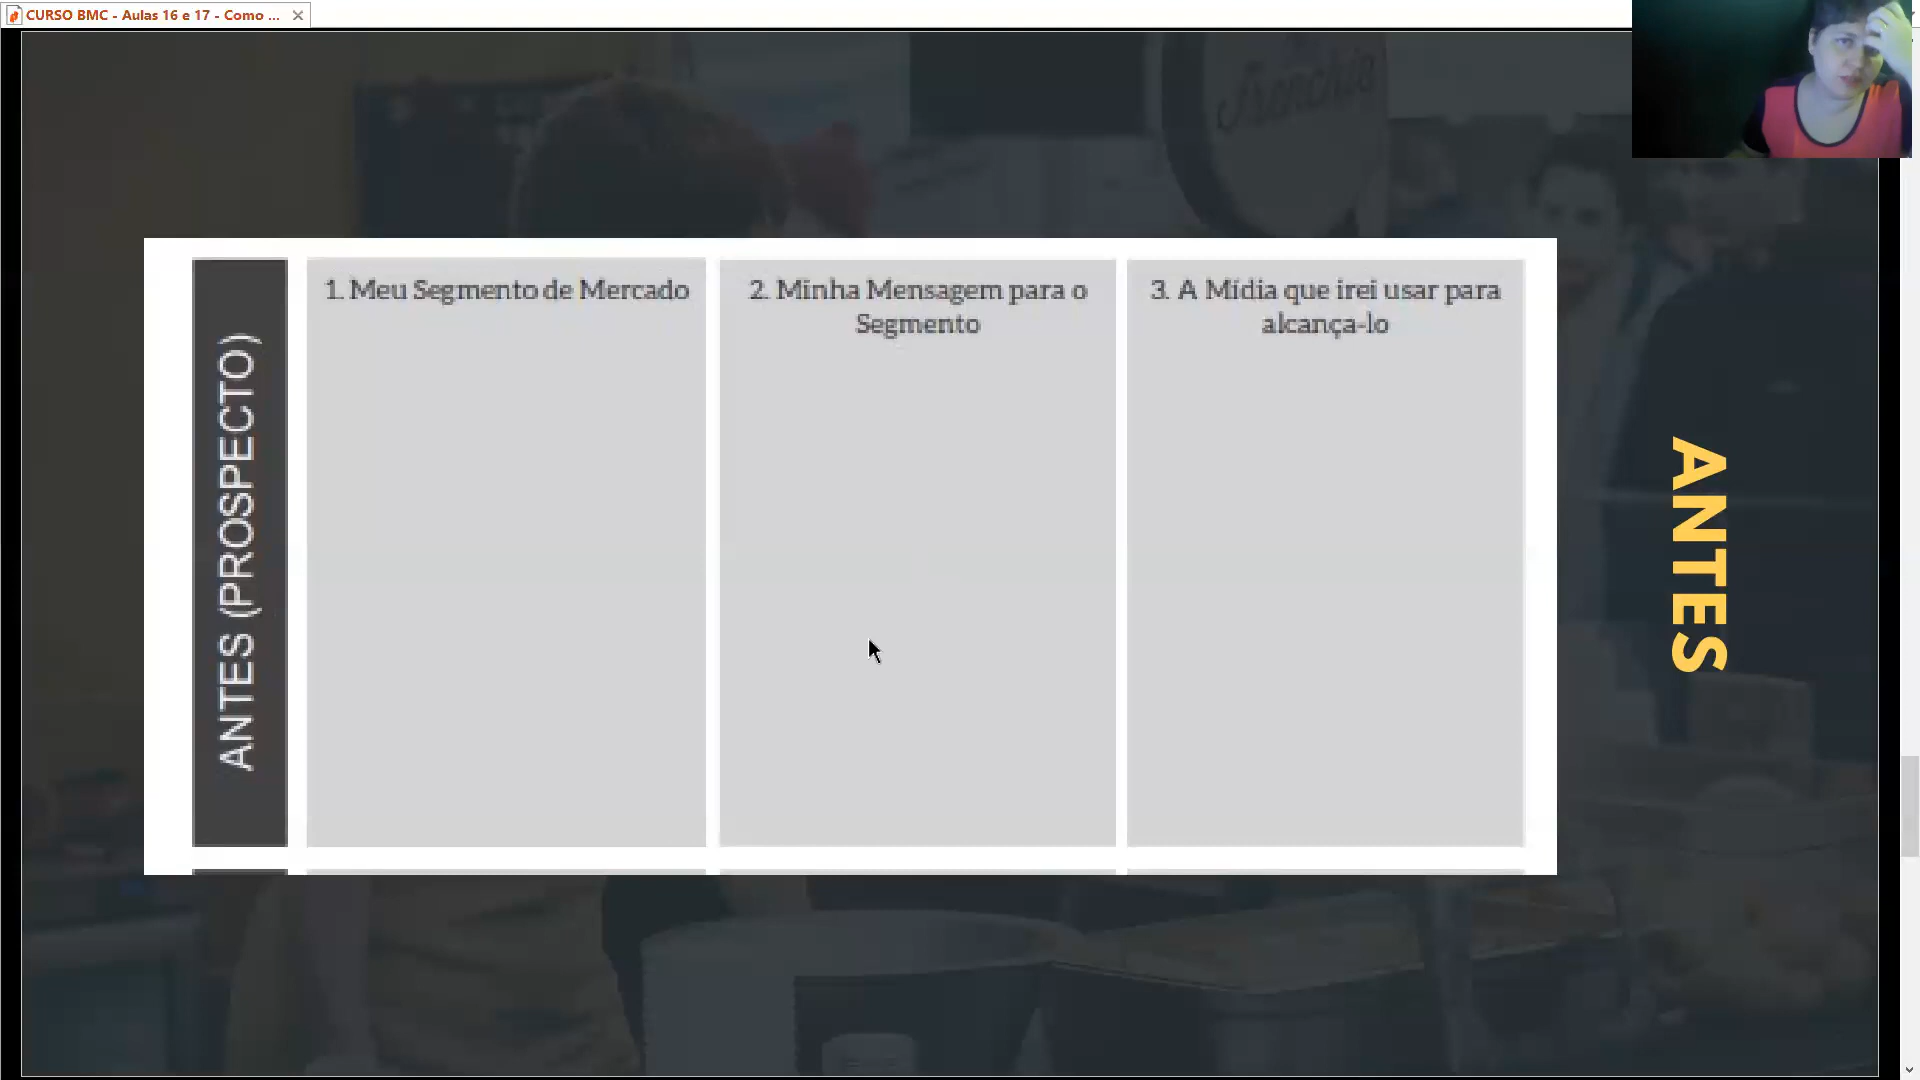 CURSO BMC - Aulas 16 e 17 - Como ...
Frenchie
ANTES (PROSPECTO)
1. Meu Segmento de Mercado
2. Minha Mensagem para o
Segmento
3. A Mídia que irei usar para
alcança-lo
ANTES